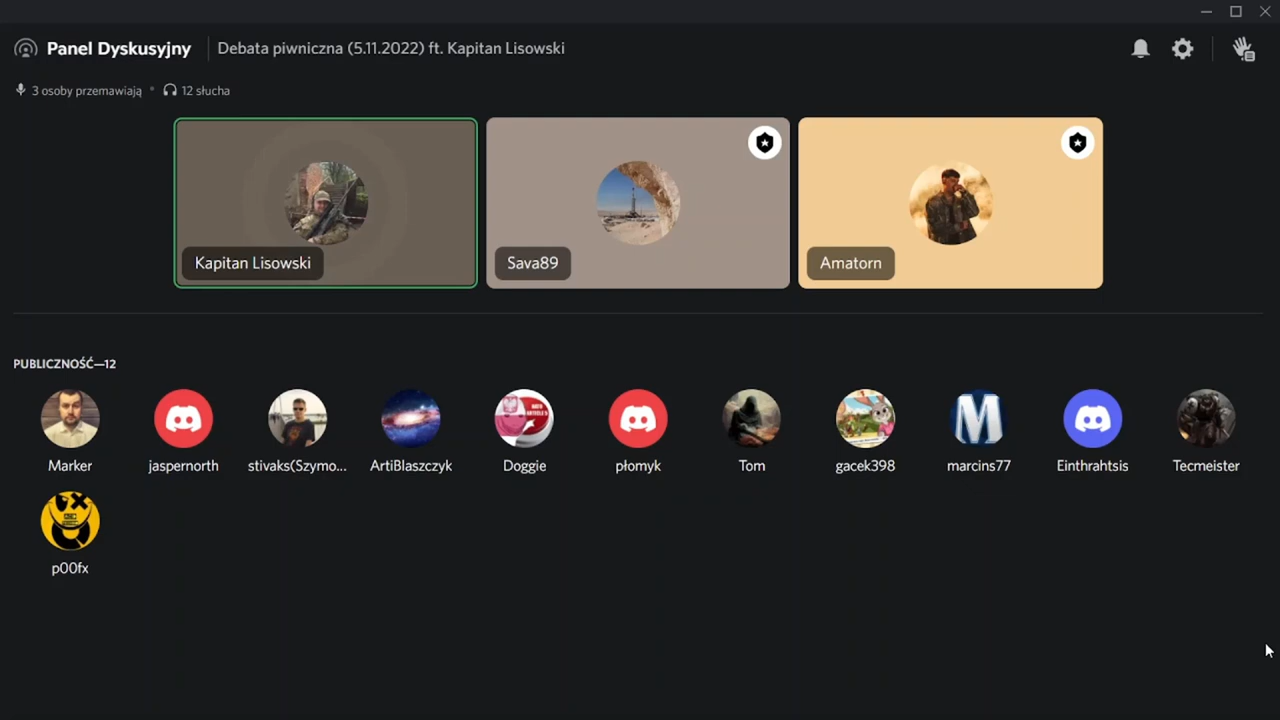 Panel Dyskusyjny
Debata piwniczna (5.11.2022) ft. Kapitan Lisowski
3 osoby przemawiają • 12 słucha
Kapitan Lisowski
Sava89
Amatorn
PUBLICZNOŚĆ—12
Marker
jaspernorth
stivaks(Szymo...
ArtiBlaszczyk
Doggie
płomyk
Tom
gacek398
marcins77
Einthrahtsis
Tecmeister
p00fx